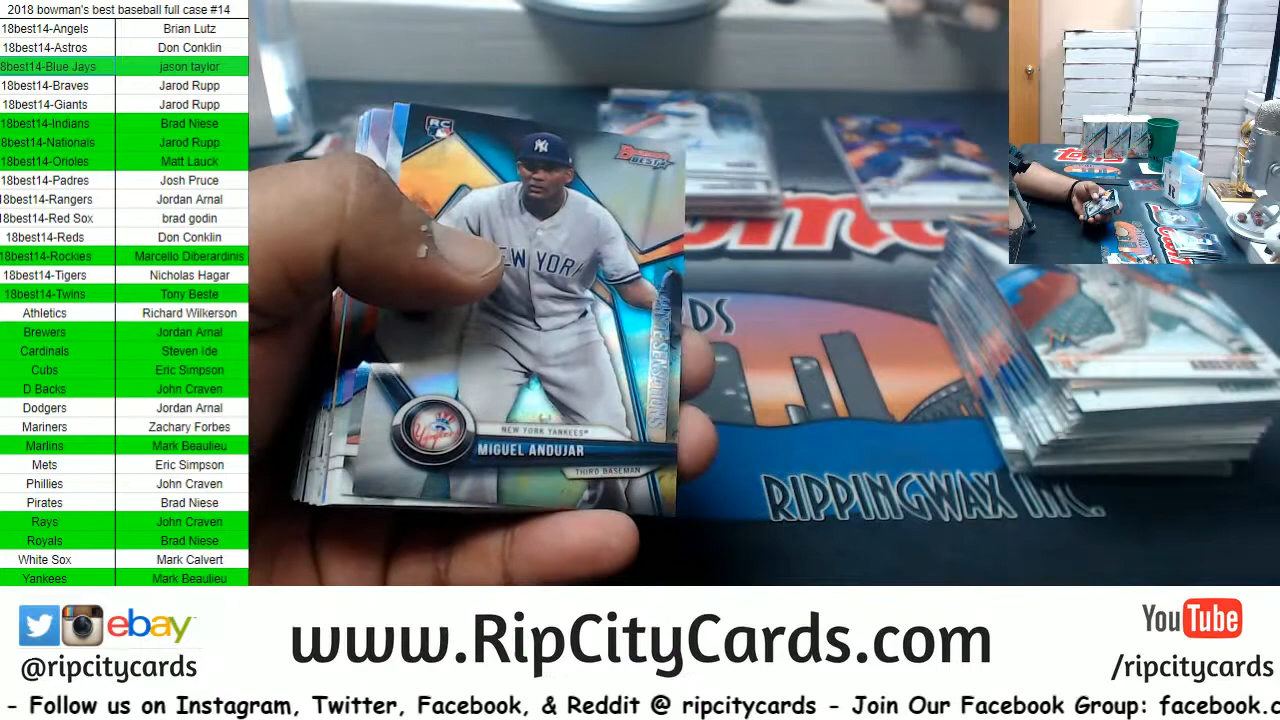 2018 bowman's best baseball full case #14
18best14-Angels Brian Lutz
18best14-Astros Don Conklin
8best14-Blue Jays jason taylor
18best14-Braves Jarod Rupp
18best14-Giants Jarod Rupp
18best14-Indians Brad Niese
18best14-Nationals Jarod Rupp
18best14-Orioles Matt Lauck
18best14-Padres Josh Pruce
18best14-Rangers Jordan Arnal
18best14-Red Sox brad godin
18best14-Reds Don Conklin
18best14-Rockies Marcello Diberardinis
18best14-Tigers Nicholas Hagar
18best14-Twins Tony Beste
Athletics Richard Wilkerson
Brewers Jordan Arnal
Cardinals Steven Ide
Cubs Eric Simpson
D Backs John Craven
Dodgers Jordan Arnal
Mariners Zachary Forbes
Marlins Mark Beaulieu
Mets Eric Simpson
Phillies John Craven
Pirates Brad Niese
Rays John Craven
Royals Brad Niese
White Sox Mark Calvert
Yankees Mark Beaulieu
RC
BOWMAN'S BEST
NEW YORK
NEW YORK YANKEES
MIGUEL ANDUJAR
THIRD BASEMAN
Yankees
ANDERSON
DS
RIPPINGWAX INC.
ebay
@ripcitycards
www.RipCityCards.com
YouTube
/ripcitycards
- Follow us on Instagram, Twitter, Facebook, & Reddit @ ripcitycards - Join Our Facebook Group: facebook.c